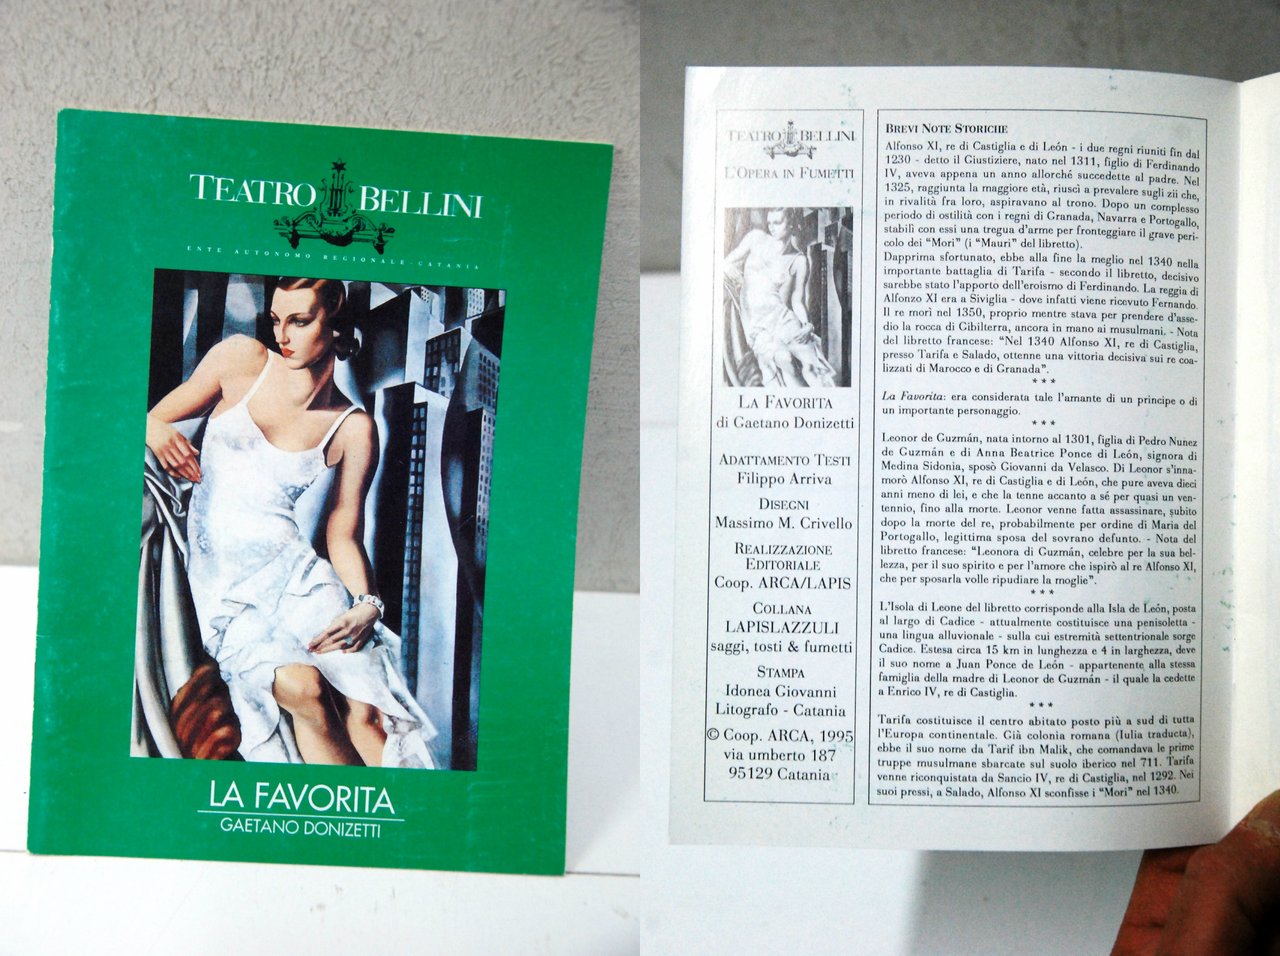 TEATRO BELLINI
ENTE AUTONOMO REGIONALE - CATANIA
LA FAVORITA
GAETANO DONIZETTI
TEATRO BELLINI
L'OPERA IN FUMETTI
LA FAVORITA
di Gaetano Donizetti
ADATTAMENTO TESTI
Filippo Arriva
DISEGNI
Massimo M. Crivello
REALIZZAZIONE
EDITORIALE
Coop. ARCA/LAPIS
COLLANA
LAPISLAZZULI
saggi, tosti & fumetti
STAMPA
Idonea Giovanni
Litografo - Catania
© Coop. ARCA, 1995
via umberto 187
95129 Catania
BREVI NOTE STORICHE
Alfonso XI, re di Castiglia e di León - i due regni riuniti fin dal
1230 - detto il Giustiziere, nato nel 1311, figlio di Ferdinando
IV, aveva appena un anno allorché succedette al padre. Nel
1325, raggiunta la maggiore età, riuscì a prevalere sugli zii che,
in rivalità fra loro, aspiravano al trono. Dopo un complesso
periodo di ostilità con i regni di Granada, Navarra e Portogallo,
stabilì con essi una tregua d'arme per fronteggiare il grave peri-
colo dei "Mori" (i "Mauri" del libretto).
Dapprima sfortunato, ebbe alla fine la meglio nel 1340 nella
importante battaglia di Tarifa - secondo il libretto, decisivo
sarebbe stato l'apporto dell'eroismo di Ferdinando. La reggia di
Alfonzo XI era a Siviglia - dove infatti viene ricevuto Fernando.
Il re morì nel 1350, proprio mentre stava per prendere d'asse-
dio la rocca di Gibilterra, ancora in mano ai musulmani. - Nota
del libretto francese: "Nel 1340 Alfonso XI, re di Castiglia,
presso Tarifa e Salado, ottenne una vittoria decisiva sui re coa-
lizzati di Marocco e di Granada".
* * *
La Favorita: era considerata tale l'amante di un principe o di
un importante personaggio.
* * *
Leonor de Guzmán, nata intorno al 1301, figlia di Pedro Nunez
de Guzmán e di Anna Beatrice Ponce di León, signora di
Medina Sidonia, sposò Giovanni da Velasco. Di Leonor s'inna-
morò Alfonso XI, re di Castiglia e di León, che pure aveva dieci
anni meno di lei, e che la tenne accanto a sé per quasi un ven-
tennio, fino alla morte. Leonor venne fatta assassinare, subito
dopo la morte del re, probabilmente per ordine di Maria del
Portogallo, legittima sposa del sovrano defunto. - Nota del
libretto francese: "Leonora di Guzmán, celebre per la sua bel-
lezza, per il suo spirito e per l'amore che ispirò al re Alfonso XI,
che per sposarla volle ripudiare la moglie".
* * *
L'Isola di Leone del libretto corrisponde alla Isla de León, posta
al largo di Cadice - attualmente costituisce una penisoletta -
una lingua alluvionale - sulla cui estremità settentrionale sorge
Cadice. Estesa circa 15 km in lunghezza e 4 in larghezza, deve
il suo nome a Juan Ponce de León - appartenente alla stessa
famiglia della madre di Leonor de Guzmán - il quale la cedette
a Enrico IV, re di Castiglia.
* * *
Tarifa costituisce il centro abitato posto più a sud di tutta
l'Europa continentale. Già colonia romana (Iulia traducta),
ebbe il suo nome da Tarif ibn Malik, che comandava le prime
truppe musulmane sbarcate sul suolo iberico nel 711. Tarifa
venne riconquistata da Sancio IV, re di Castiglia, nel 1292. Nei
suoi pressi, a Salado, Alfonso XI sconfisse i "Mori" nel 1340.